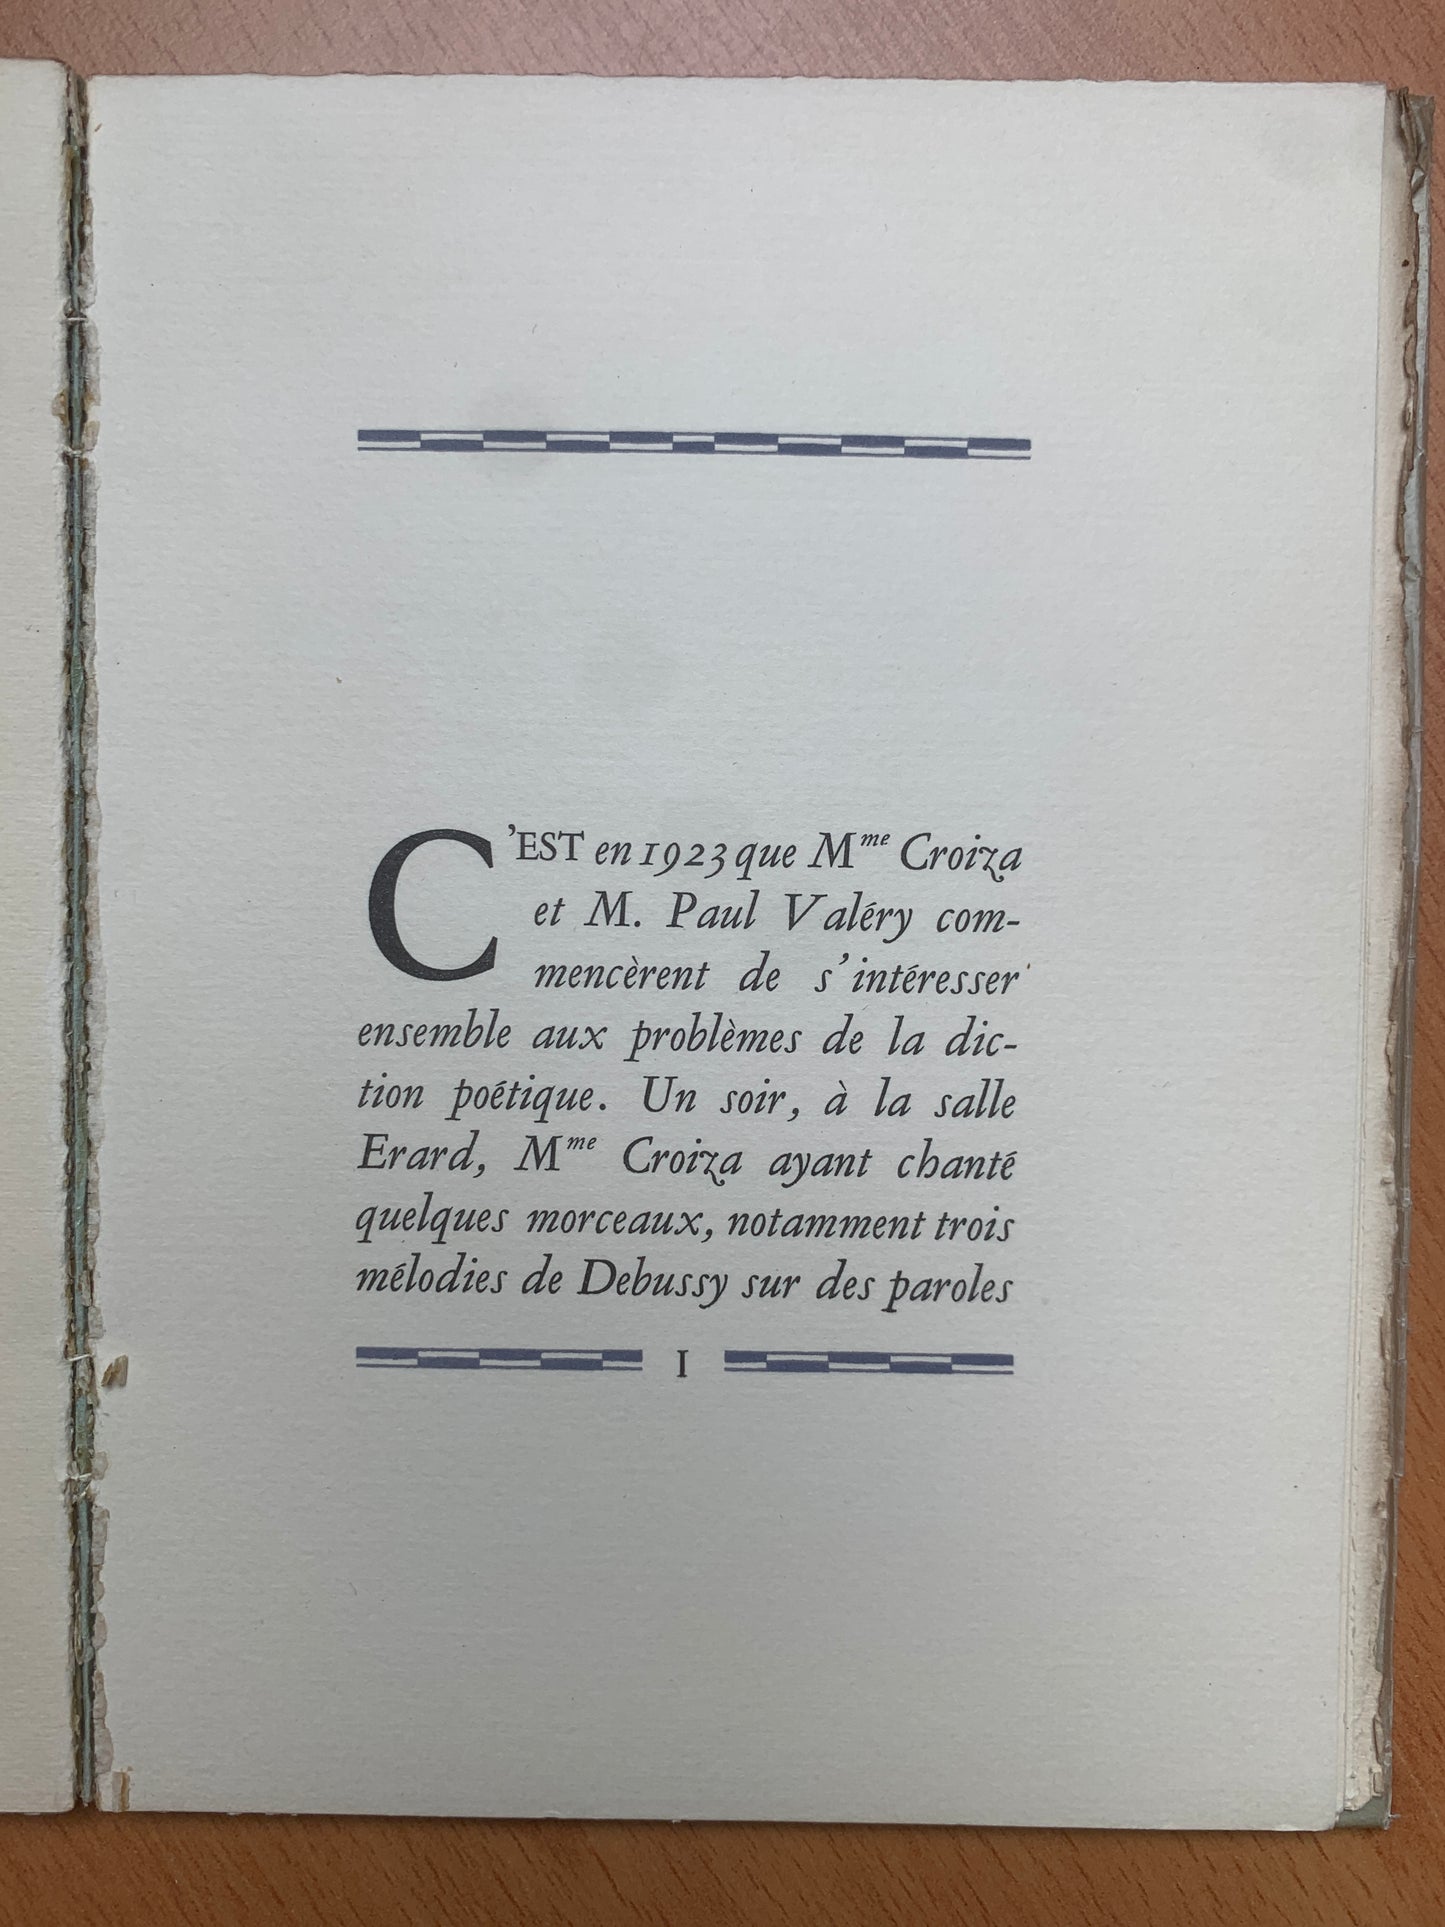 C'EST en 1923 que Mme Croiza
et M. Paul Valéry com-
mencèrent de s'intéresser
ensemble aux problèmes de la dic-
tion poétique. Un soir, à la salle
Erard, Mme Croiza ayant chanté
quelques morceaux, notamment trois
mélodies de Debussy sur des paroles
I